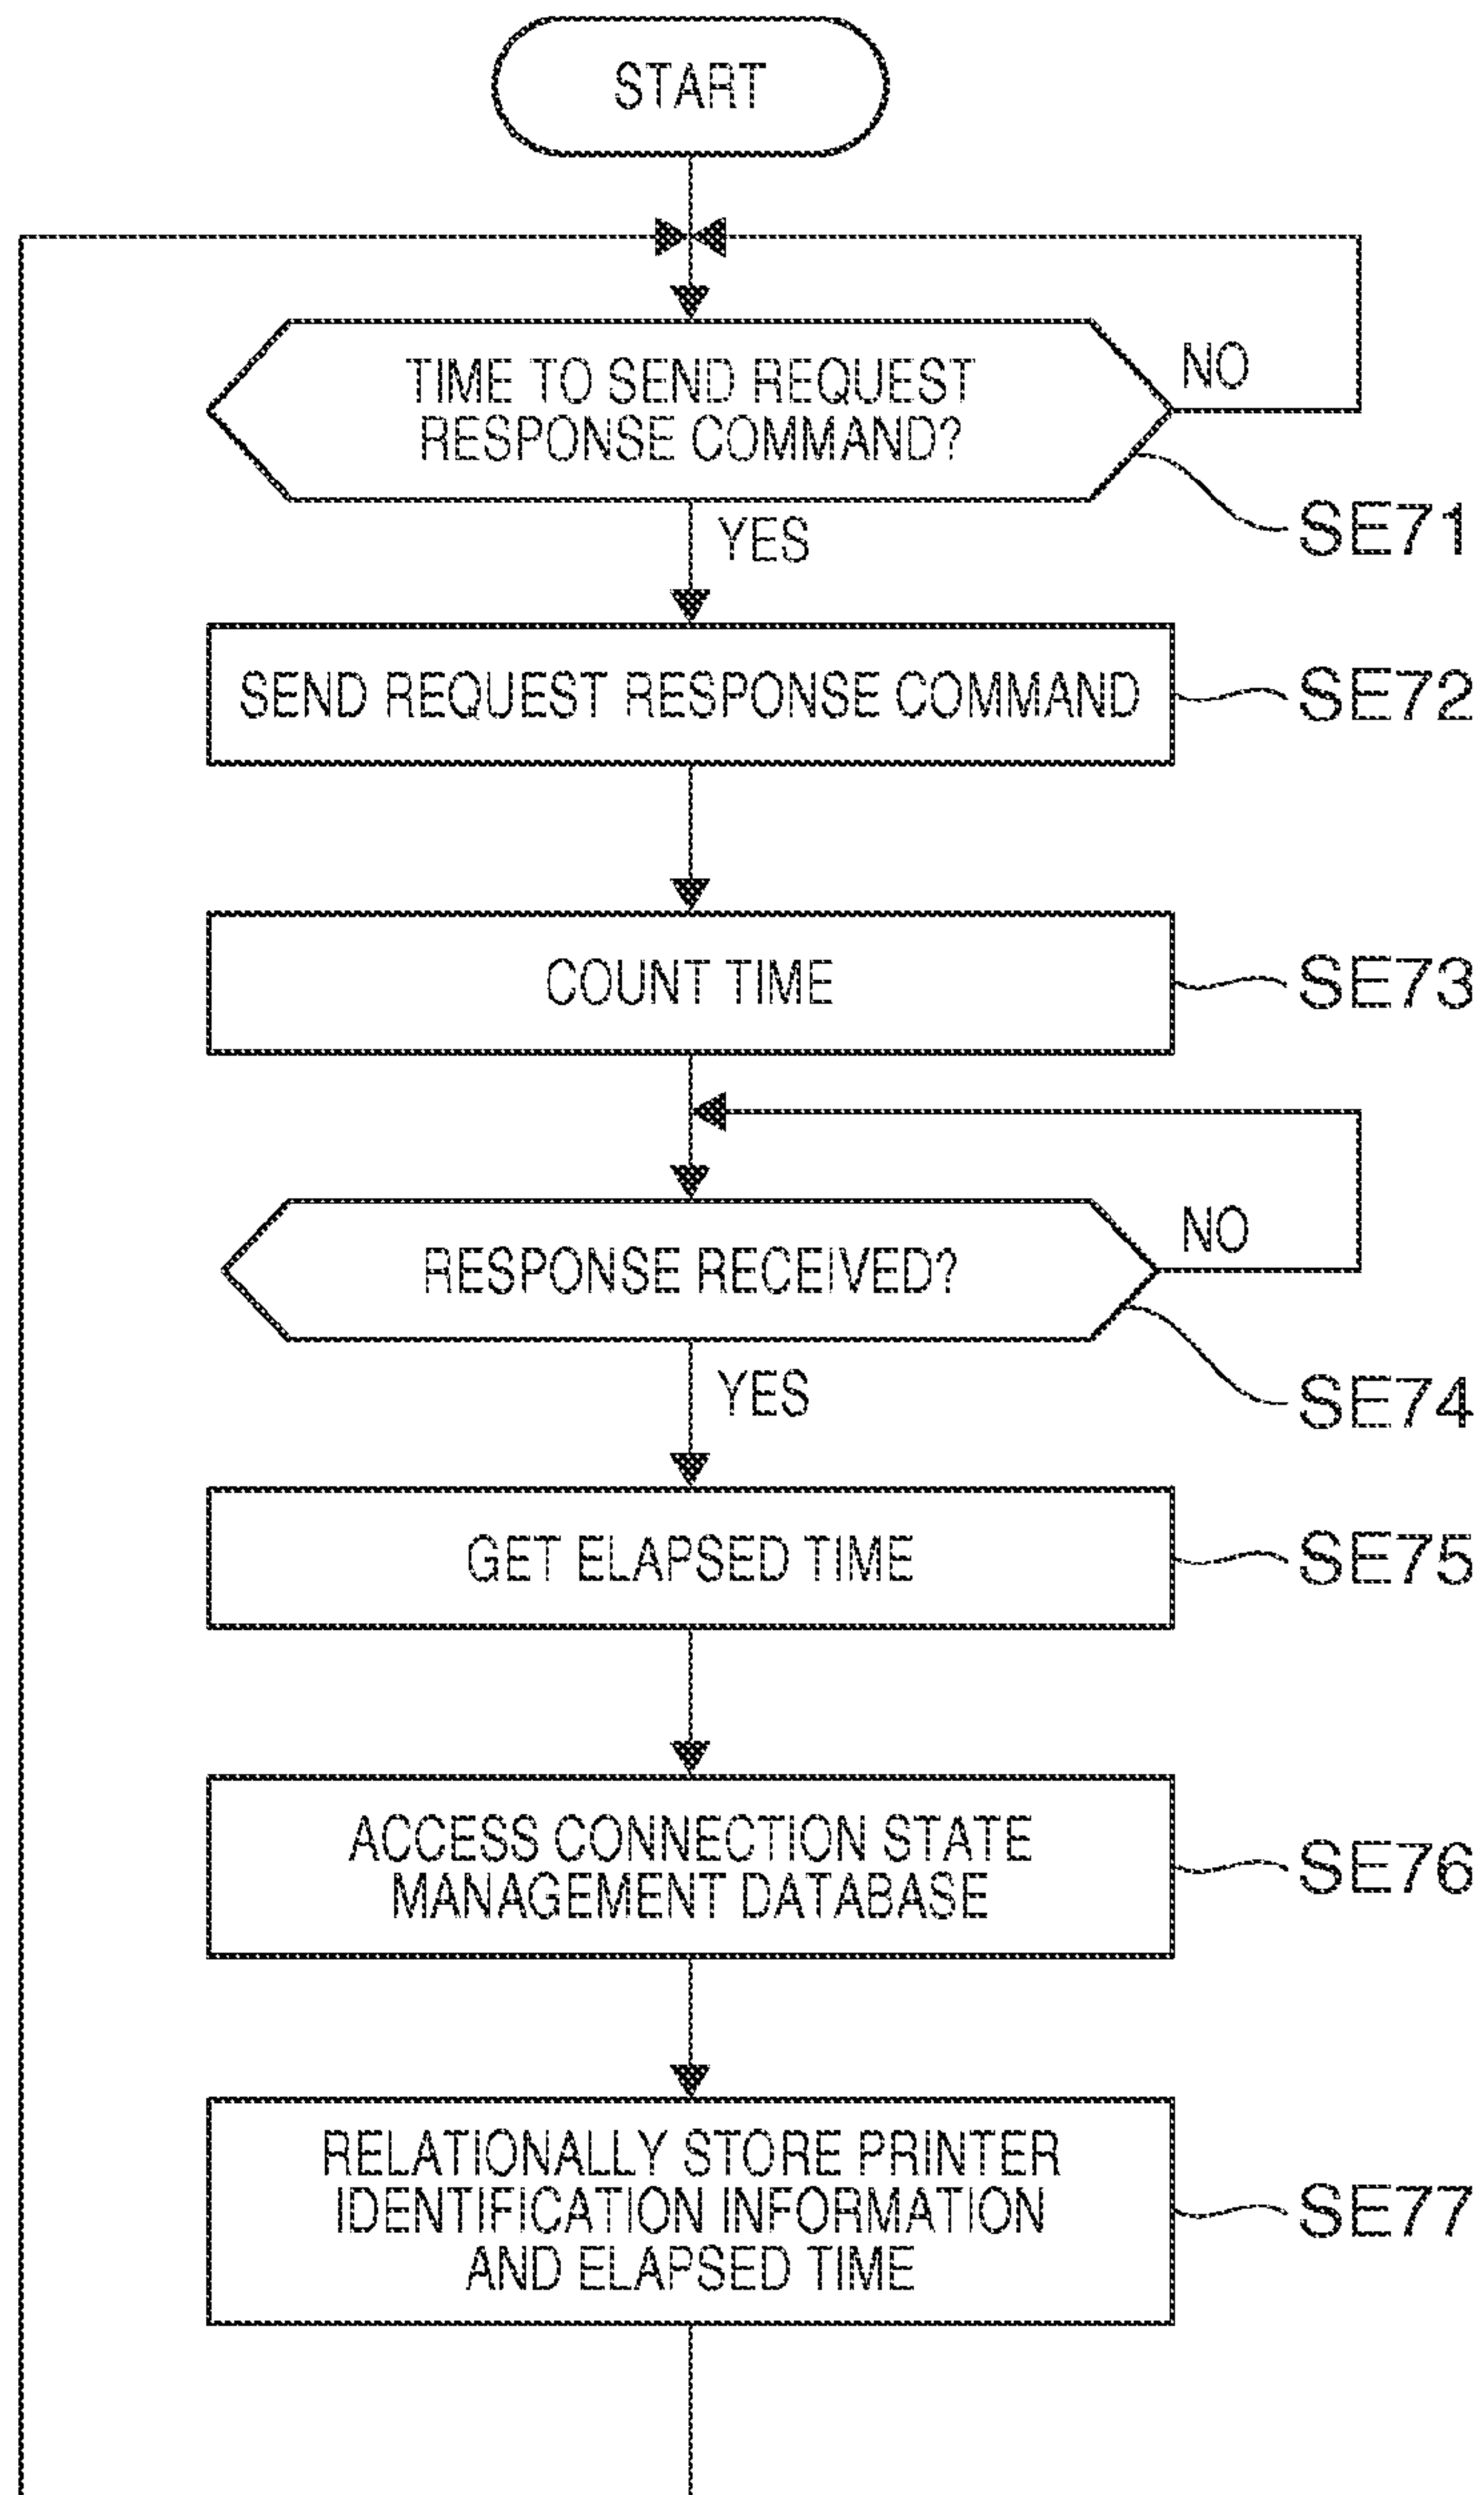 START
TIME TO SEND REQUEST
RESPONSE COMMAND?
NO
SE71
YES
SEND REQUEST RESPONSE COMMAND
SE72
COUNT TIME
SE73
RESPONSE RECEIVED?
NO
SE74
YES
GET ELAPSED TIME
SE75
ACCESS CONNECTION STATE
MANAGEMENT DATABASE
SE76
RELATIONALLY STORE PRINTER
IDENTIFICATION INFORMATION
AND ELAPSED TIME
SE77